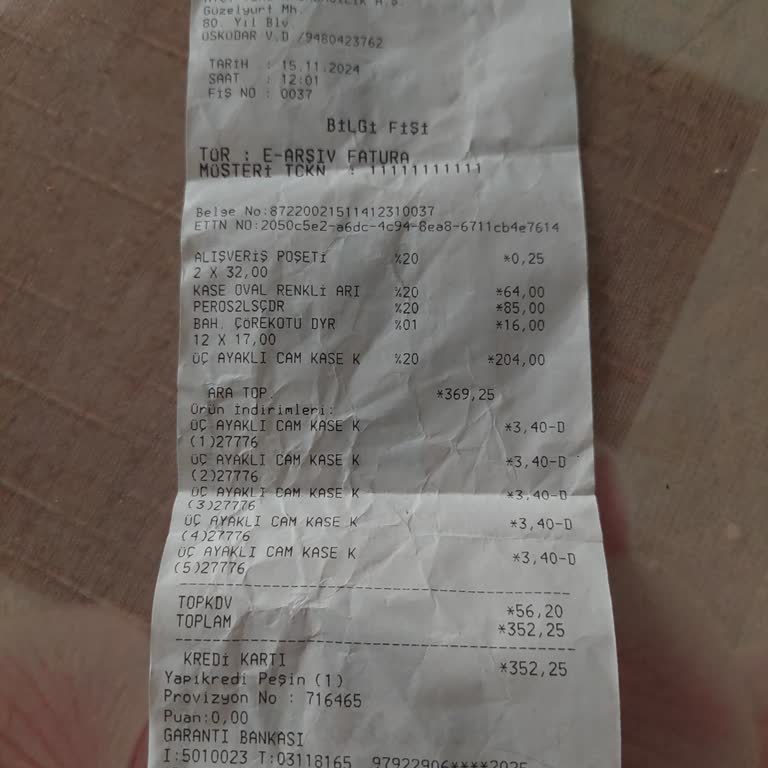 Güzelyurt Mh.
80. Yıl Blv
ÜSKÜDAR V.D /9480423762
TARİH : 15.11.2024
SAAT : 12:01
FİŞ NO : 0037
BİLGİ FİŞİ
TÜR : E-ARŞİV FATURA
MÜŞTERİ TCKN : 11111111111
Belge No:87220021511412310037
ETTN NO:2050c5e2-a6dc-4c94-8ea8-6711cb4e7614
ALIŞVERİŞ POŞETİ %20 *0,25
2 X 32,00
KASE OVAL RENKLİ ARI %20 *64,00
PEROS2LSÇDR %20 *85,00
BAH. ÇÖREKOTU DYR %01 *16,00
12 X 17,00
ÜÇ AYAKLI CAM KASE K %20 *204,00
ARA TOP. *369,25
Ürün İndirimleri:
ÜÇ AYAKLI CAM KASE K *3,40-D
(1)27776
ÜÇ AYAKLI CAM KASE K *3,40-D
(2)27776
ÜÇ AYAKLI CAM KASE K *3,40-D
(3)27776
ÜÇ AYAKLI CAM KASE K *3,40-D
(4)27776
ÜÇ AYAKLI CAM KASE K *3,40-D
(5)27776
TOPKDV *56,20
TOPLAM *352,25
KREDİ KARTI *352,25
Yapıkredi Peşin (1)
Provizyon No : 716465
Puan:0,00
GARANTI BANKASI
I:5010023 T:03118165 97922906****2025